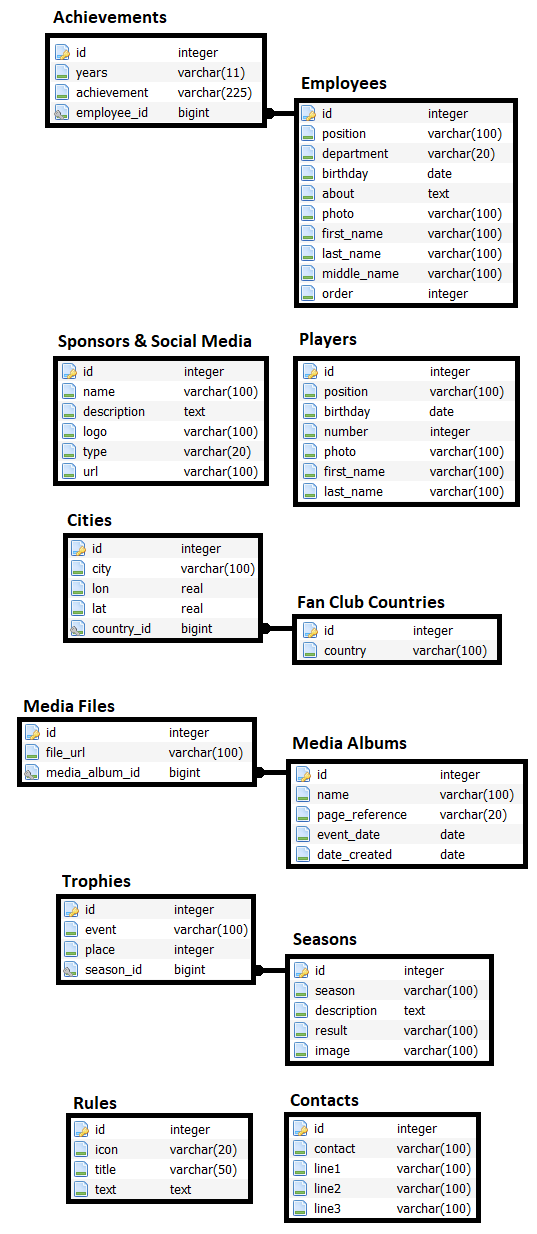 Achievements
id integer
years varchar(11)
achievement varchar(225)
employee_id bigint
Employees
id integer
position varchar(100)
department varchar(20)
birthday date
about text
photo varchar(100)
first_name varchar(100)
last_name varchar(100)
middle_name varchar(100)
order integer
Sponsors & Social Media
id integer
name varchar(100)
description text
logo varchar(100)
type varchar(20)
url varchar(100)
Players
id integer
position varchar(100)
birthday date
number integer
photo varchar(100)
first_name varchar(100)
last_name varchar(100)
Cities
id integer
city varchar(100)
lon real
lat real
country_id bigint
Fan Club Countries
id integer
country varchar(100)
Media Files
id integer
file_url varchar(100)
media_album_id bigint
Media Albums
id integer
name varchar(100)
page_reference varchar(20)
event_date date
date_created date
Trophies
id integer
event varchar(100)
place integer
season_id bigint
Seasons
id integer
season varchar(100)
description text
result varchar(100)
image varchar(100)
Rules
id integer
icon varchar(20)
title varchar(50)
text text
Contacts
id integer
contact varchar(100)
line1 varchar(100)
line2 varchar(100)
line3 varchar(100)